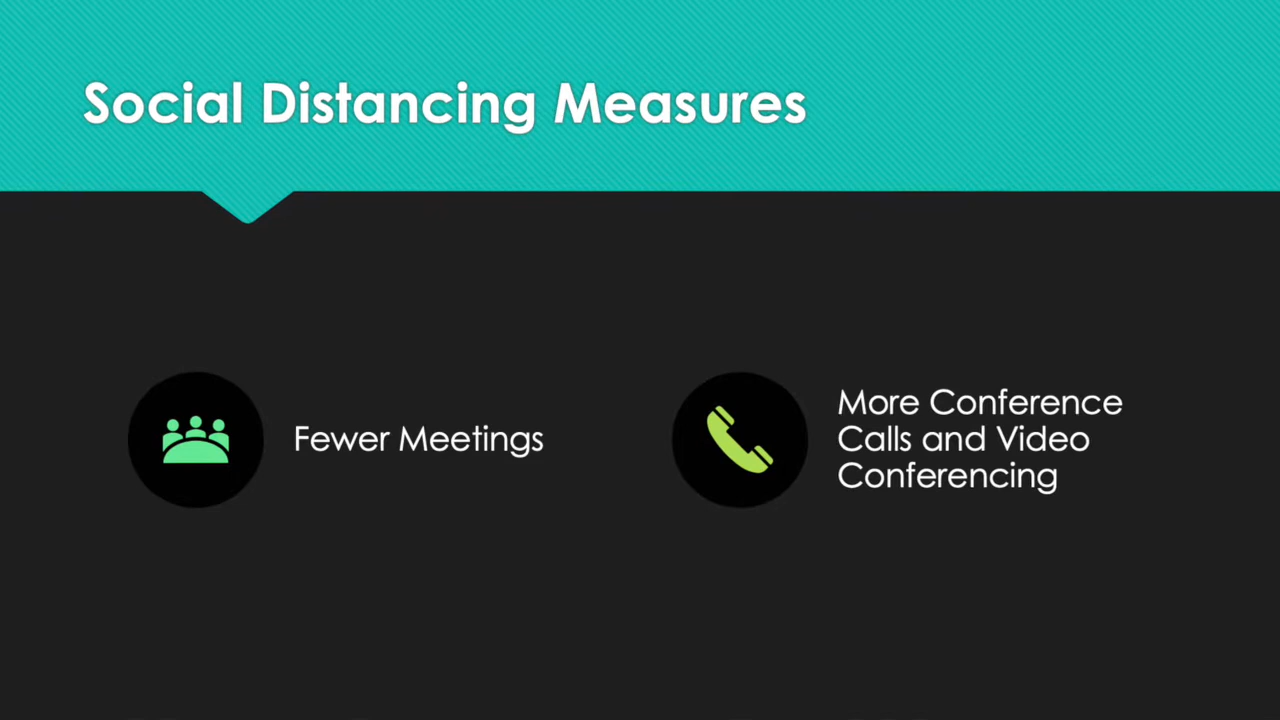 Social Distancing Measures
Fewer Meetings
More Conference
Calls and Video
Conferencing